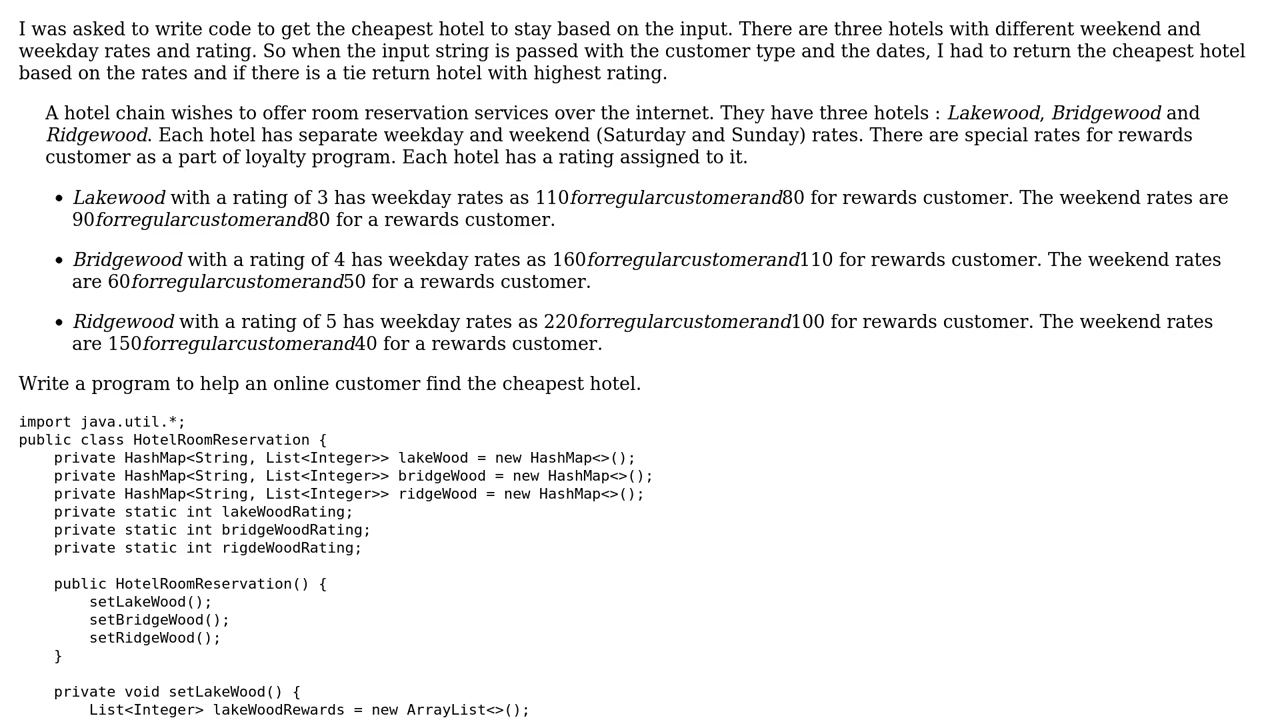 I was asked to write code to get the cheapest hotel to stay based on the input. There are three hotels with different weekend and
weekday rates and rating. So when the input string is passed with the customer type and the dates, I had to return the cheapest hotel
based on the rates and if there is a tie return hotel with highest rating.
A hotel chain wishes to offer room reservation services over the internet. They have three hotels : Lakewood, Bridgewood and
Ridgewood. Each hotel has separate weekday and weekend (Saturday and Sunday) rates. There are special rates for rewards
customer as a part of loyalty program. Each hotel has a rating assigned to it.
• Lakewood with a rating of 3 has weekday rates as 110forregularcustomerand80 for rewards customer. The weekend rates are
90forregularcustomerand80 for a rewards customer.
• Bridgewood with a rating of 4 has weekday rates as 160forregularcustomerand110 for rewards customer. The weekend rates
are 60forregularcustomerand50 for a rewards customer.
• Ridgewood with a rating of 5 has weekday rates as 220forregularcustomerand100 for rewards customer. The weekend rates
are 150forregularcustomerand40 for a rewards customer.
Write a program to help an online customer find the cheapest hotel.
import java.util.*;
public class HotelRoomReservation {
    private HashMap<String, List<Integer>> lakeWood = new HashMap<>();
    private HashMap<String, List<Integer>> bridgeWood = new HashMap<>();
    private HashMap<String, List<Integer>> ridgeWood = new HashMap<>();
    private static int lakeWoodRating;
    private static int bridgeWoodRating;
    private static int rigdeWoodRating;
    public HotelRoomReservation() {
        setLakeWood();
        setBridgeWood();
        setRidgeWood();
    }
    private void setLakeWood() {
        List<Integer> lakeWoodRewards = new ArrayList<>();